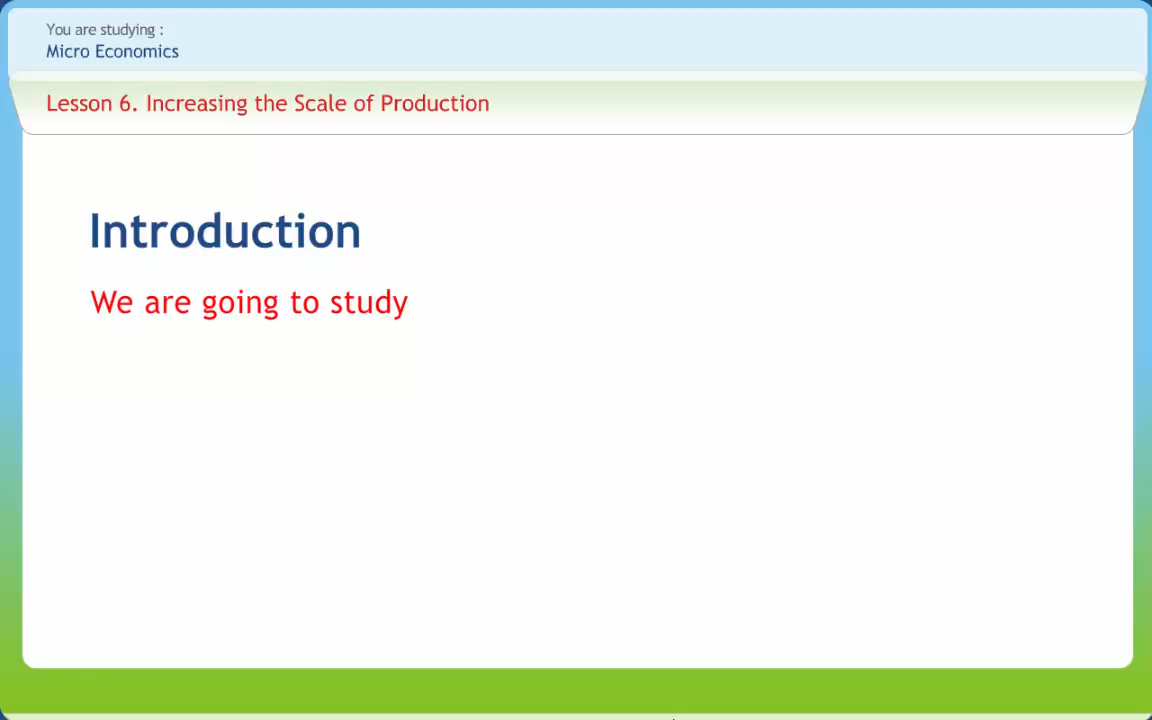 You are studying :
Micro Economics
Lesson 6. Increasing the Scale of Production
Introduction
We are going to study